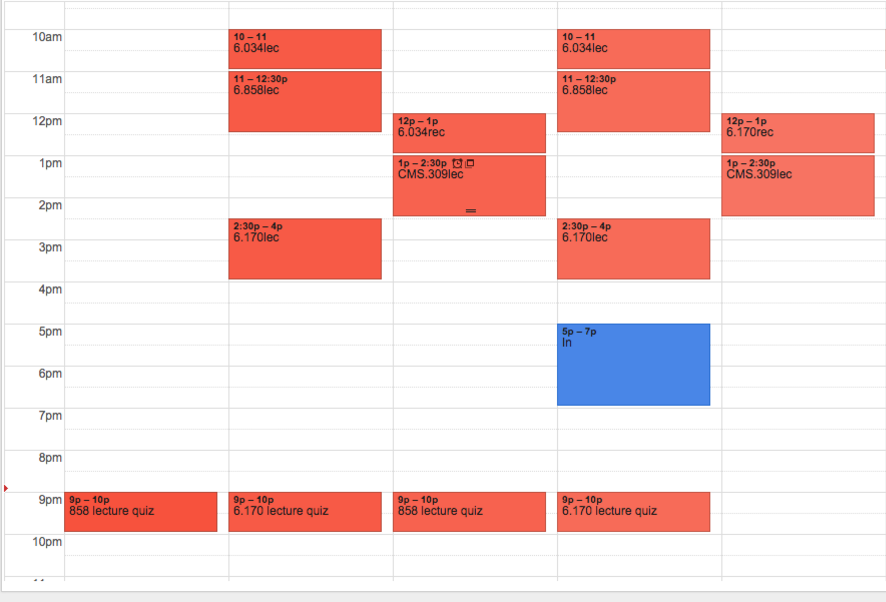 10am
11am
12pm
1pm
2pm
3pm
4pm
5pm
6pm
7pm
8pm
9pm
10pm
9p – 10p
858 lecture quiz
10 – 11
6.034lec
11 – 12:30p
6.858lec
2:30p – 4p
6.170lec
9p – 10p
6.170 lecture quiz
12p – 1p
6.034rec
1p – 2:30p
CMS.309lec
9p – 10p
858 lecture quiz
10 – 11
6.034lec
11 – 12:30p
6.858lec
2:30p – 4p
6.170lec
5p – 7p
In
9p – 10p
6.170 lecture quiz
12p – 1p
6.170rec
1p – 2:30p
CMS.309lec